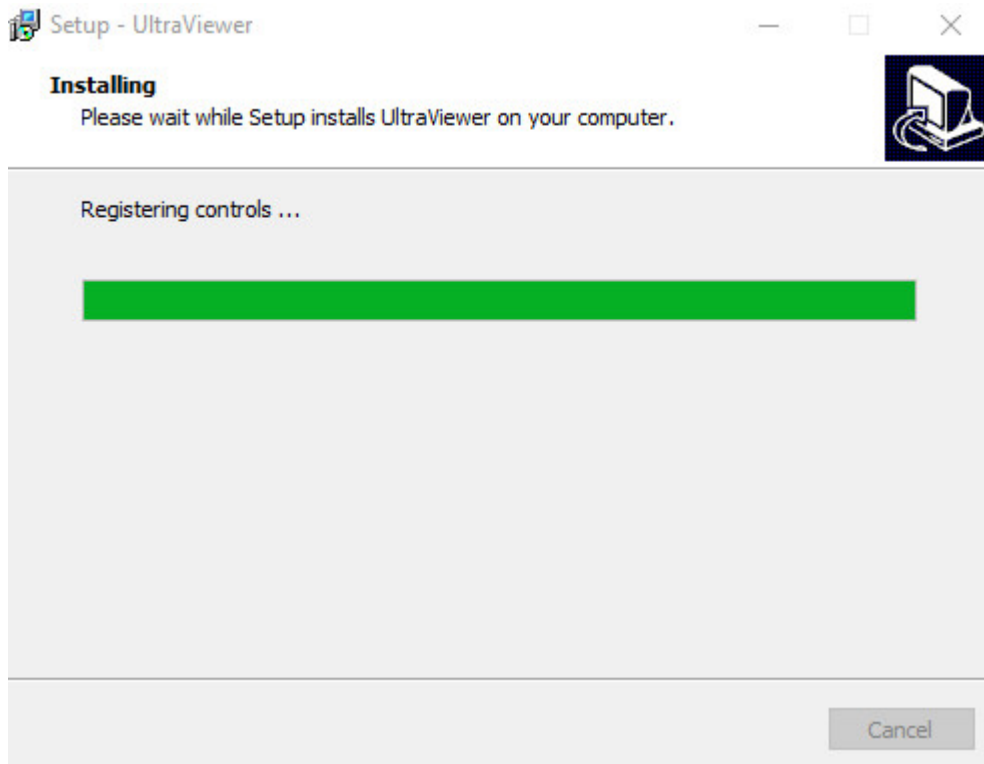 Setup - UltraViewer
Installing
Please wait while Setup installs UltraViewer on your computer.
Registering controls ...
Cancel